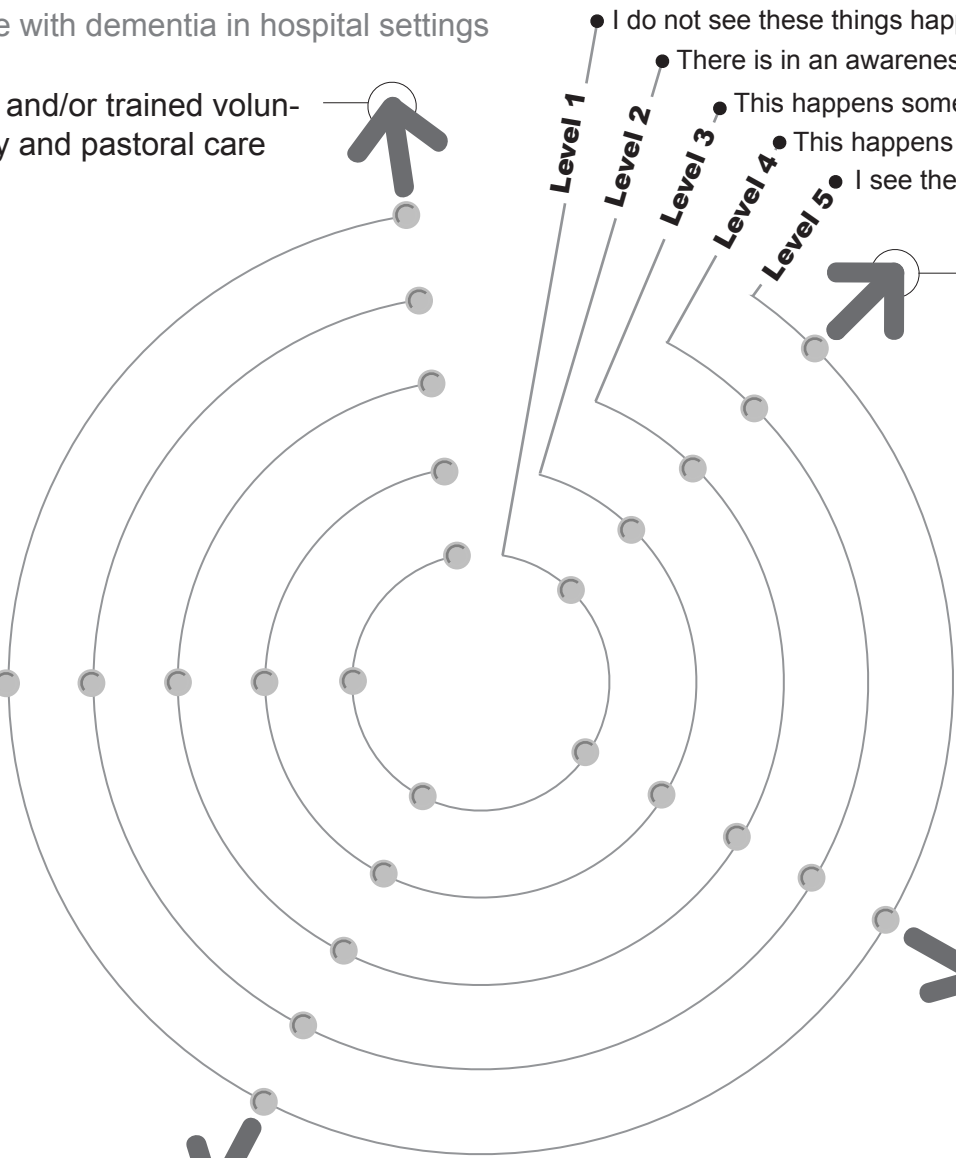 e with dementia in hospital settings
and/or trained volun-
y and pastoral care
I do not see these things hap
There is in an awarenes
This happens some
This happens
I see the
Level 1
Level 2
Level 3
Level 4
Level 5